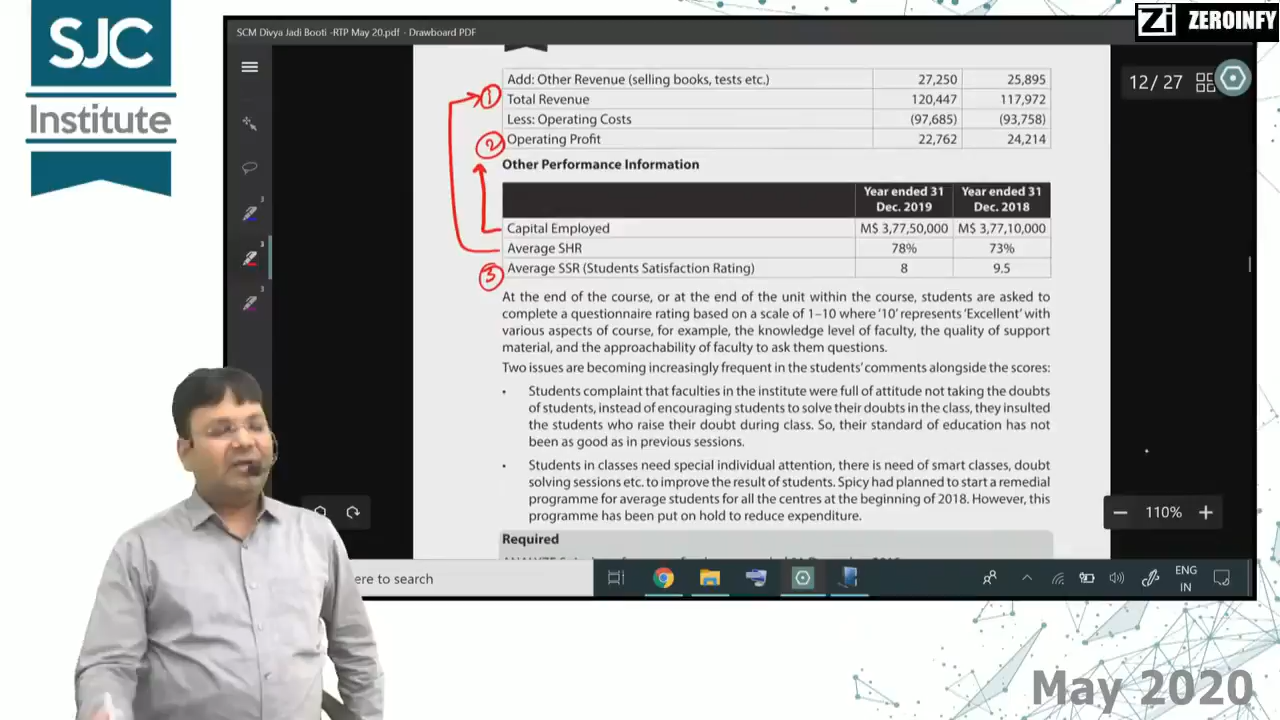 SJC
Institute
Zi ZEROINFY
SCM Divya Jadi Booti -RTP May 20.pdf - Drawboard PDF
12/27
Add: Other Revenue (selling books, tests etc.) 27,250 25,895
① Total Revenue 120,447 117,972
Less: Operating Costs (97,685) (93,758)
② Operating Profit 22,762 24,214
Other Performance Information
Year ended 31 Dec. 2019 Year ended 31 Dec. 2018
Capital Employed M$ 3,77,50,000 M$ 3,77,10,000
Average SHR 78% 73%
③ Average SSR (Students Satisfaction Rating) 8 9.5
At the end of the course, or at the end of the unit within the course, students are asked to
complete a questionnaire rating based on a scale of 1–10 where ‘10’ represents ‘Excellent’ with
various aspects of course, for example, the knowledge level of faculty, the quality of support
material, and the approachability of faculty to ask them questions.
Two issues are becoming increasingly frequent in the students’ comments alongside the scores:
• Students complaint that faculties in the institute were full of attitude not taking the doubts
of students, instead of encouraging students to solve their doubts in the class, they insulted
the students who raise their doubt during class. So, their standard of education has not
been as good as in previous sessions.
• Students in classes need special individual attention, there is need of smart classes, doubt
solving sessions etc. to improve the result of students. Spicy had planned to start a remedial
programme for average students for all the centres at the beginning of 2018. However, this
programme has been put on hold to reduce expenditure.
110%
Required
ere to search
ENG
IN
May 2020